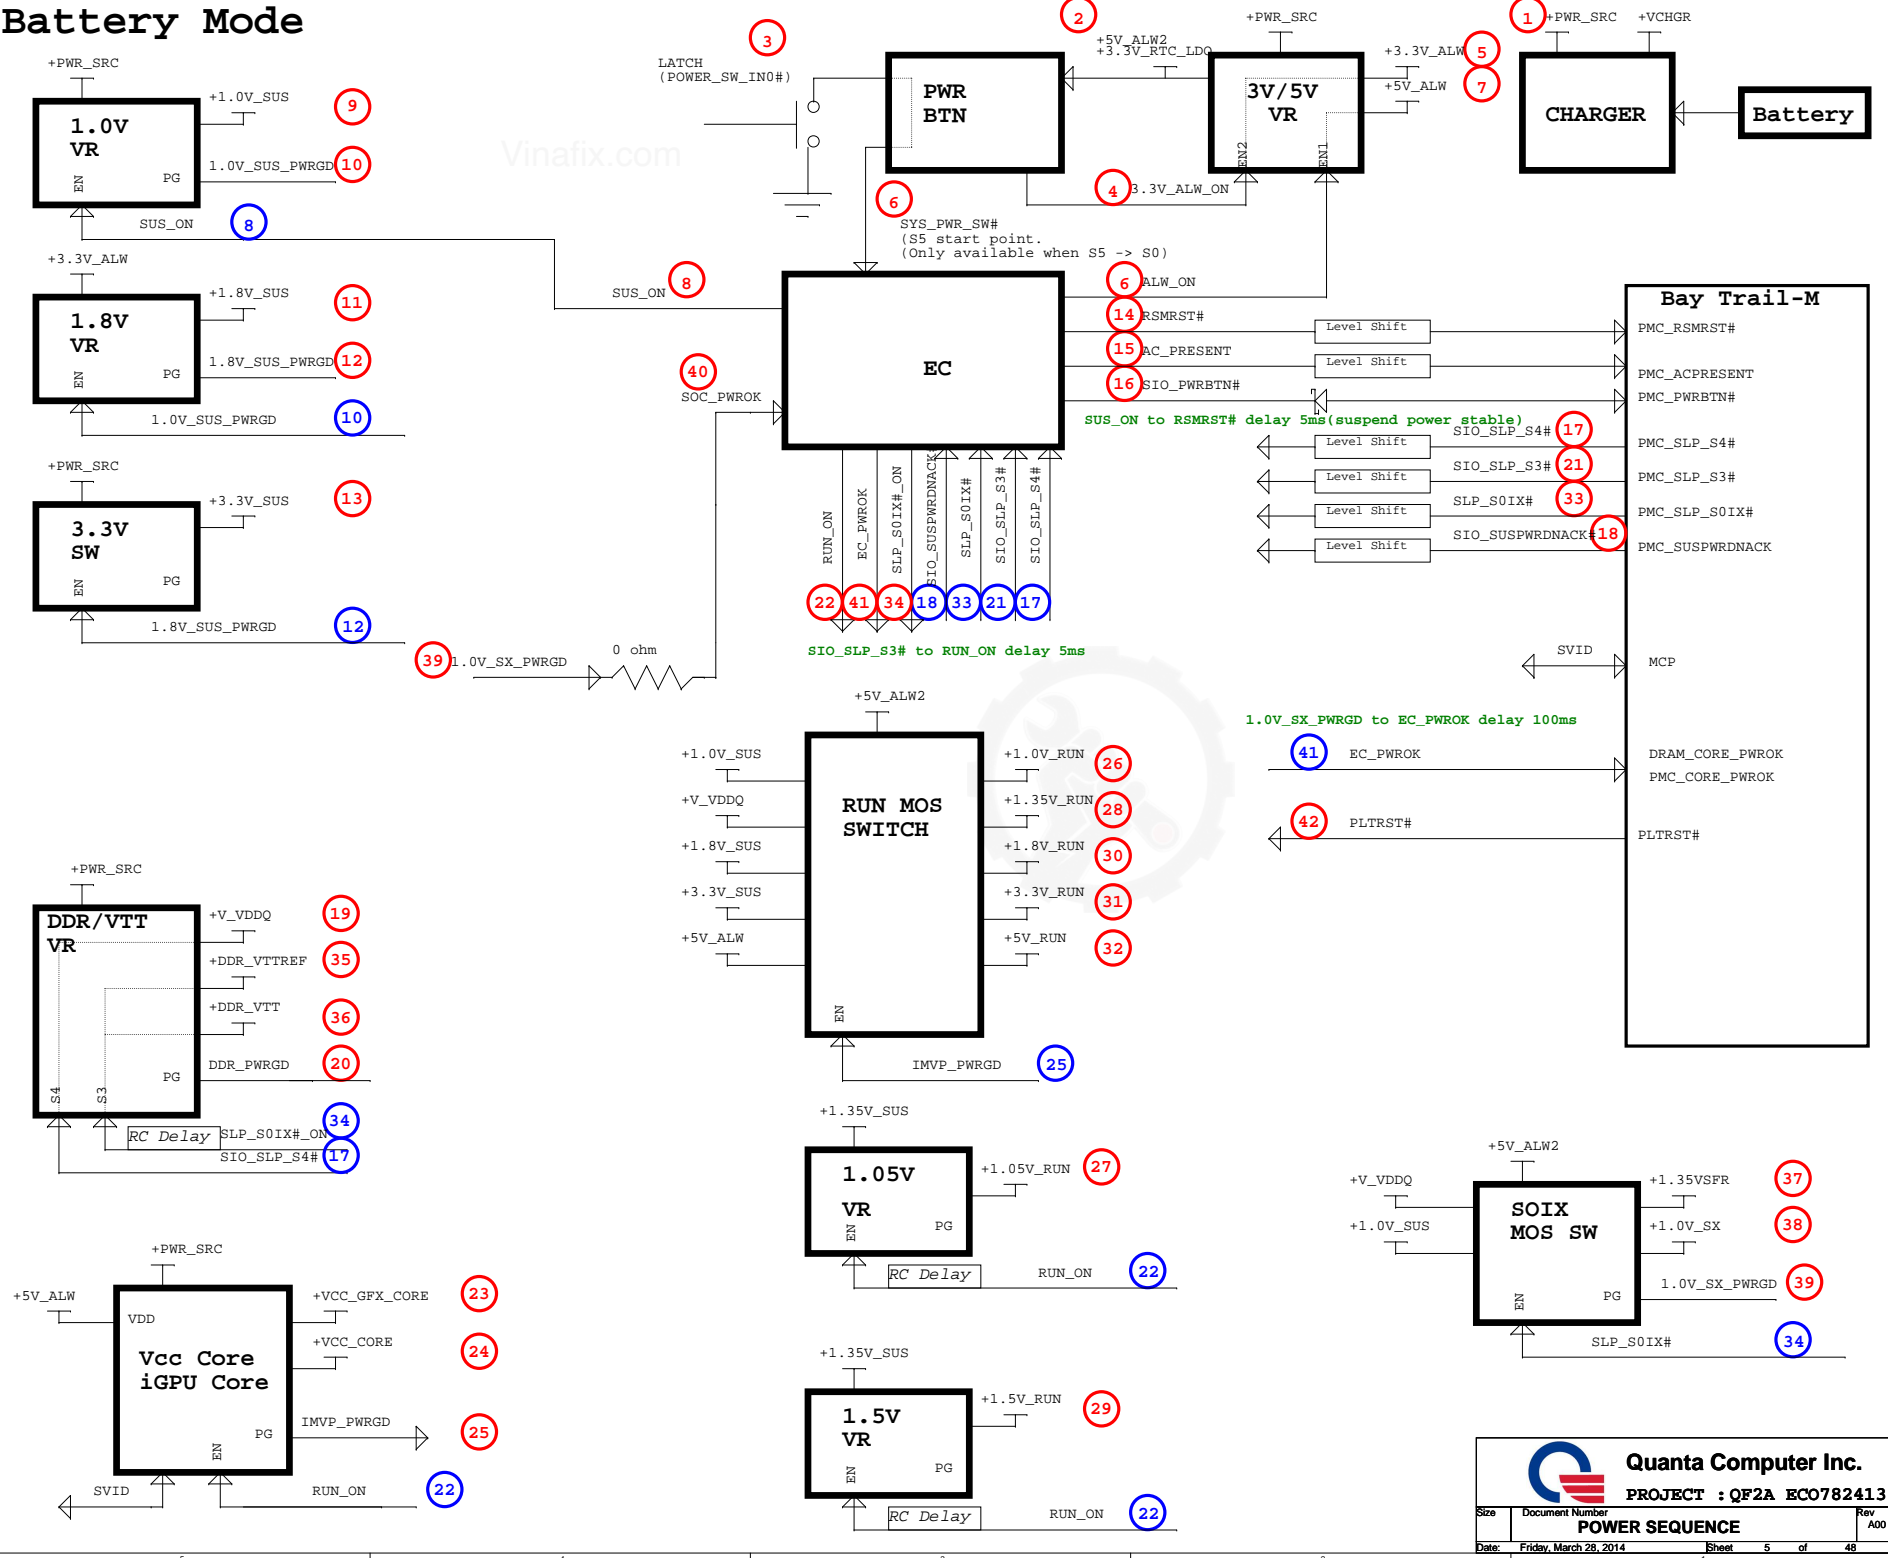 Battery Mode
+PWR_SRC
1.0V
VR
EN
PG
+1.0V_SUS
9
1.0V_SUS_PWRGD
10
SUS_ON
8
+3.3V_ALW
1.8V
VR
EN
PG
+1.8V_SUS
11
1.8V_SUS_PWRGD
12
1.0V_SUS_PWRGD
10
+PWR_SRC
3.3V
SW
EN
PG
+3.3V_SUS
13
1.8V_SUS_PWRGD
12
Vinafix.com
3
LATCH
(POWER_SW_IN0#)
2
+5V_ALW2
+3.3V_RTC_LDO
PWR
BTN
+PWR_SRC
3V/5V
VR
EN2
EN1
+3.3V_ALW
5
+5V_ALW
7
4
3.3V_ALW_ON
1
+PWR_SRC
+VCHGR
CHARGER
Battery
6
SYS_PWR_SW#
(S5 start point.
(Only available when S5 -> S0)
SUS_ON
8
EC
6
ALW_ON
14
RSMRST#
15
AC_PRESENT
16
SIO_PWRBTN#
Level Shift
Level Shift
SUS_ON to RSMRST# delay 5ms(suspend power stable)
40
SOC_PWROK
39
1.0V_SX_PWRGD
0 ohm
RUN_ON
EC_PWROK
SLP_S0IX#_ON
SIO_SUSPWRDNACK#
SLP_S0IX#
SIO_SLP_S3#
SIO_SLP_S4#
22
41
34
18
33
21
17
SIO_SLP_S3# to RUN_ON delay 5ms
Bay Trail-M
PMC_RSMRST#
PMC_ACPRESENT
PMC_PWRBTN#
Level Shift
SIO_SLP_S4#
17
PMC_SLP_S4#
Level Shift
SIO_SLP_S3#
21
PMC_SLP_S3#
Level Shift
SLP_S0IX#
33
PMC_SLP_S0IX#
Level Shift
SIO_SUSPWRDNACK#
18
PMC_SUSPWRDNACK
SVID
MCP
1.0V_SX_PWRGD to EC_PWROK delay 100ms
41
EC_PWROK
DRAM_CORE_PWROK
PMC_CORE_PWROK
42
PLTRST#
PLTRST#
+5V_ALW2
RUN MOS
SWITCH
EN
+1.0V_SUS
+V_VDDQ
+1.8V_SUS
+3.3V_SUS
+5V_ALW
+1.0V_RUN
26
+1.35V_RUN
28
+1.8V_RUN
30
+3.3V_RUN
31
+5V_RUN
32
IMVP_PWRGD
25
+PWR_SRC
DDR/VTT
VR
S4
S3
PG
+V_VDDQ
19
+DDR_VTTREF
35
+DDR_VTT
36
DDR_PWRGD
20
RC Delay
SLP_S0IX#_ON
34
SIO_SLP_S4#
17
+1.35V_SUS
1.05V
VR
EN
PG
+1.05V_RUN
27
RC Delay
RUN_ON
22
+5V_ALW2
SOIX
MOS SW
EN
PG
+V_VDDQ
+1.0V_SUS
+1.35VSFR
37
+1.0V_SX
38
1.0V_SX_PWRGD
39
SLP_S0IX#
34
+PWR_SRC
+5V_ALW
VDD
Vcc Core
iGPU Core
EN
PG
+VCC_GFX_CORE
23
+VCC_CORE
24
IMVP_PWRGD
25
SVID
RUN_ON
22
+1.35V_SUS
1.5V
VR
EN
PG
+1.5V_RUN
29
RC Delay
RUN_ON
22
Quanta Computer Inc.
PROJECT : QF2A ECO782413
Size
Document Number
Rev
POWER SEQUENCE
A00
Date:
Friday, March 28, 2014
Sheet
5
of
48